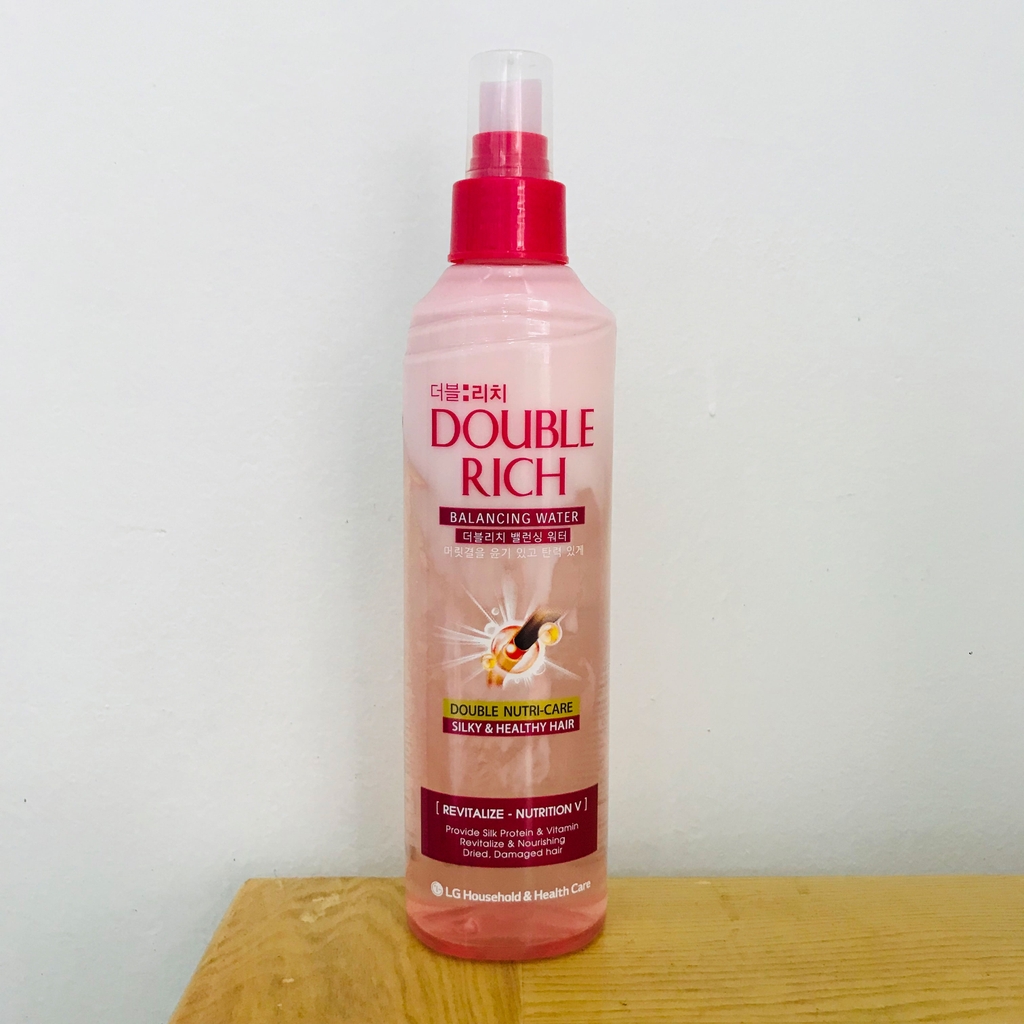 더블:리치
DOUBLE
RICH
BALANCING WATER
더블리치 밸런싱 워터
머릿결을 윤기 있고 탄력 있게
DOUBLE NUTRI-CARE
SILKY & HEALTHY HAIR
[ REVITALIZE - NUTRITION V ]
Provide Silk Protein & Vitamin
Revitalize & Nourishing
Dried, Damaged hair
LG Household & Health Care